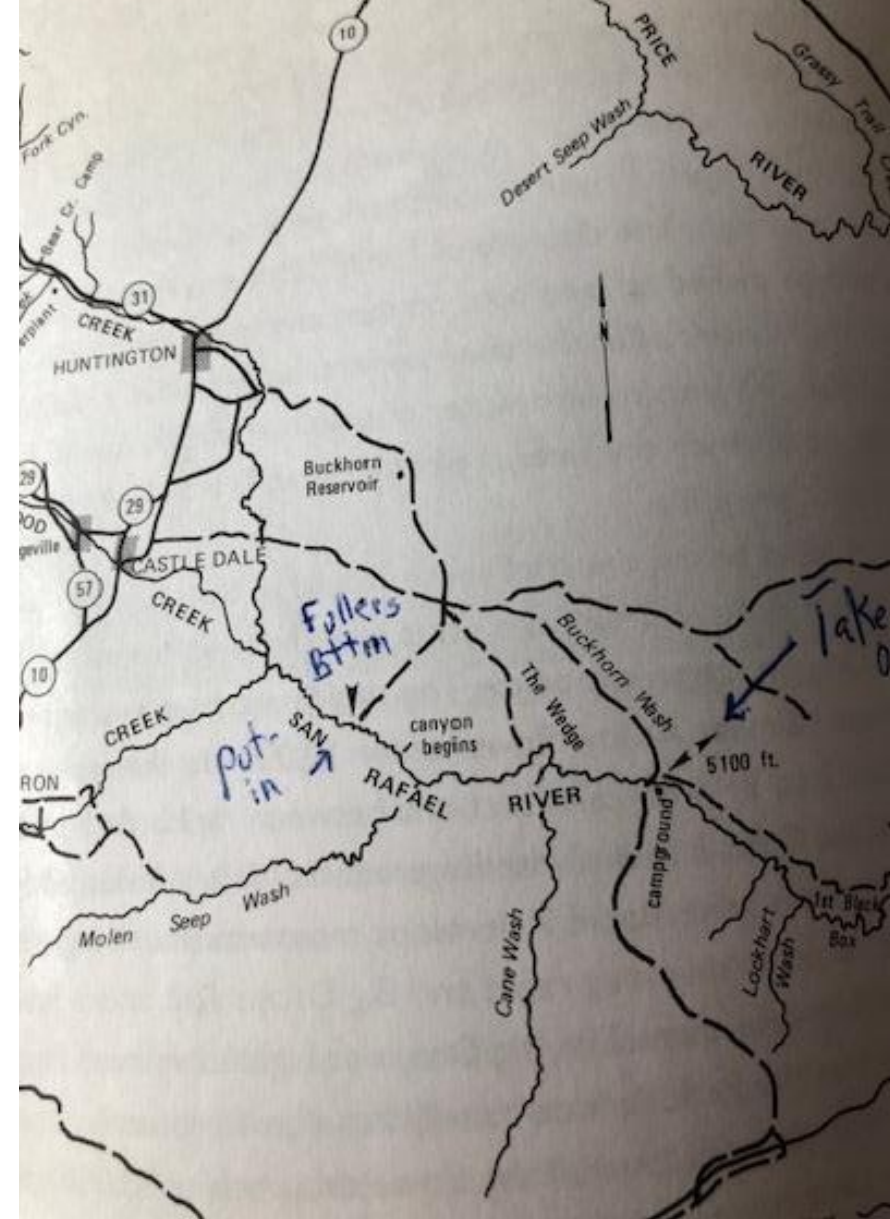 10
PRICE
RIVER
Grassy Trail
Desert Seep Wash
Fork Cyn.
Bear Cr. Camp
31
CREEK
HUNTINGTON
N
Buckhorn
Reservoir
29
29
CASTLE DALE
57
CREEK
10
Fullers
Bttm
put-
in
Buckhorn Wash
The Wedge
canyon
begins
SAN
RAFAEL
RIVER
5100 ft.
CREEK
campground
Molen Seep Wash
Cane Wash
Lockhart
Wash
1st Black
Box